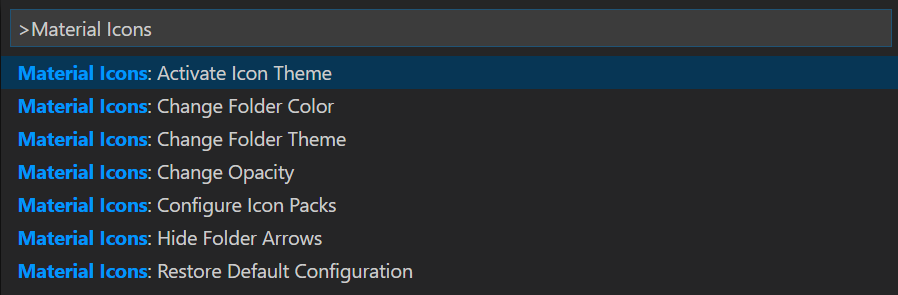 >Material Icons
Material Icons: Activate Icon Theme
Material Icons: Change Folder Color
Material Icons: Change Folder Theme
Material Icons: Change Opacity
Material Icons: Configure Icon Packs
Material Icons: Hide Folder Arrows
Material Icons: Restore Default Configuration